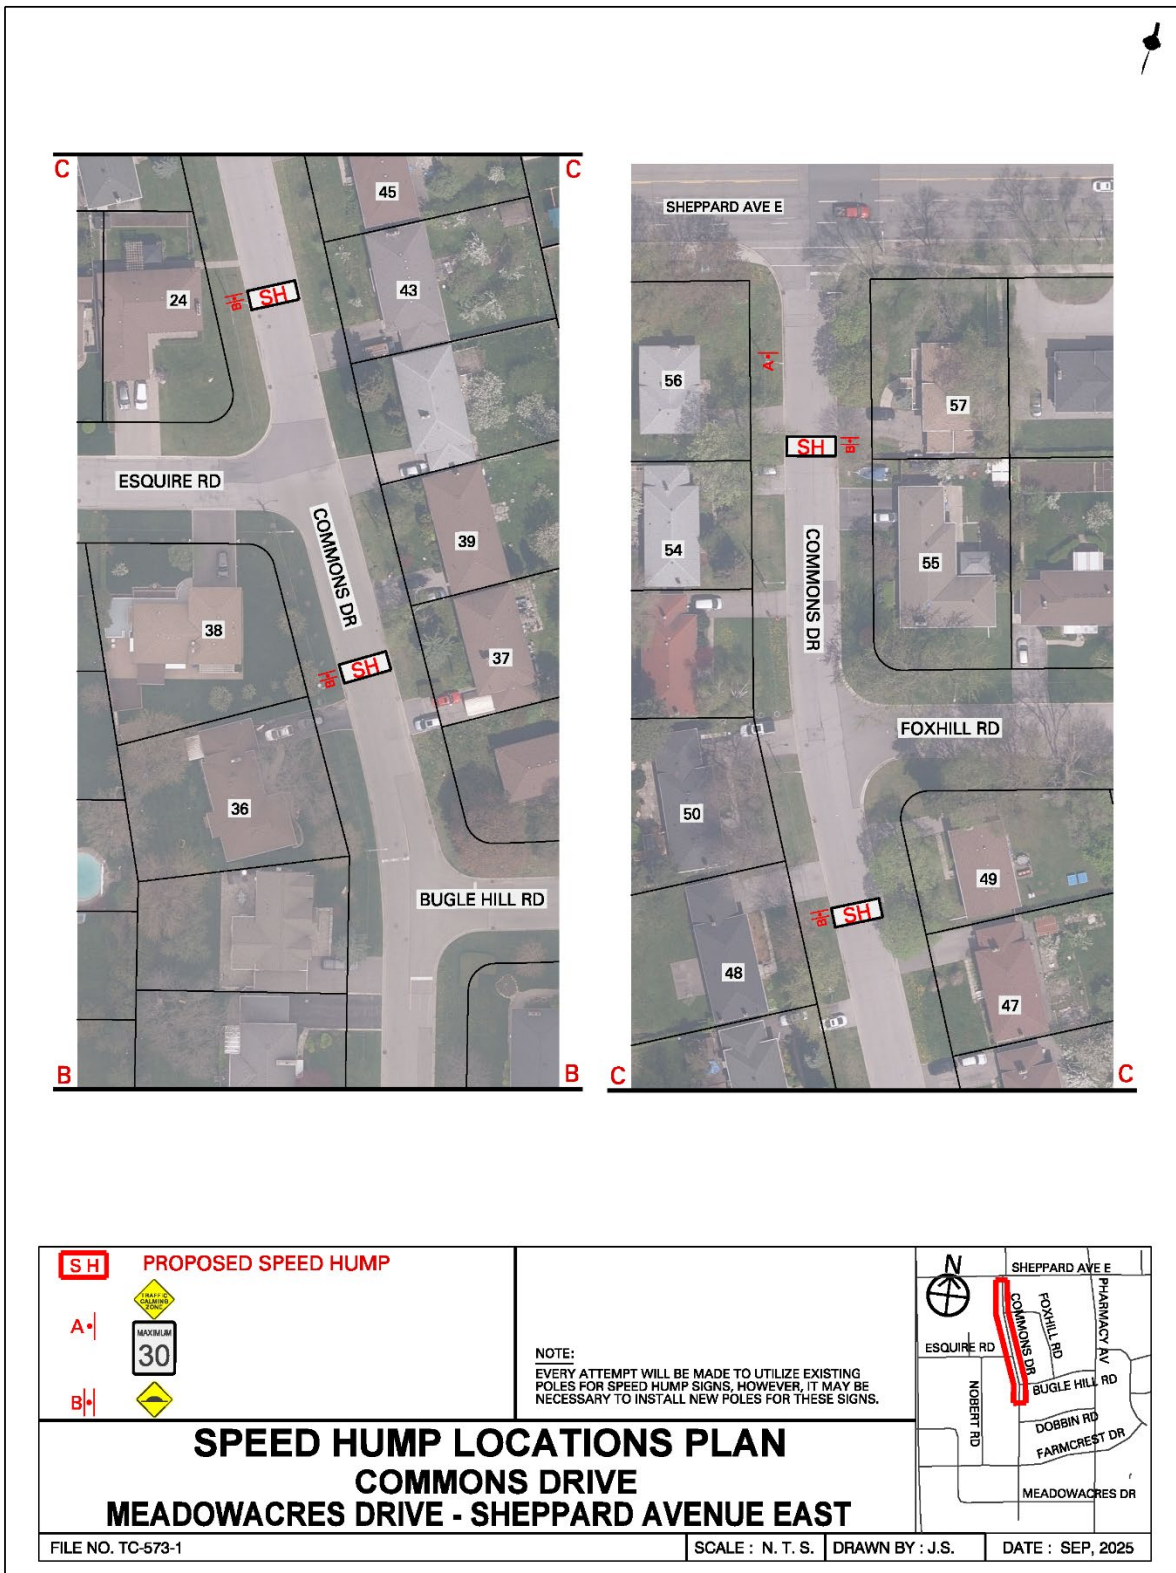 C
C
45
43
24
B
SH
ESQUIRE RD
COMMONS DR
39
38
37
B
SH
36
BUGLE HILL RD
B
B
SHEPPARD AVE E
A
56
57
SH
B
54
COMMONS DR
55
FOXHILL RD
50
49
B
SH
48
47
C
C
SH PROPOSED SPEED HUMP
TRAFFIC
CALMING
ZONE
A
MAXIMUM
30
B
NOTE:
EVERY ATTEMPT WILL BE MADE TO UTILIZE EXISTING
POLES FOR SPEED HUMP SIGNS, HOWEVER, IT MAY BE
NECESSARY TO INSTALL NEW POLES FOR THESE SIGNS.
N
SHEPPARD AVE E
COMMONS DR
FOXHILL RD
PHARMACY AV
ESQUIRE RD
NOBERT RD
BUGLE HILL RD
DOBBIN RD
FARMCREST DR
MEADOWACRES DR
SPEED HUMP LOCATIONS PLAN
COMMONS DRIVE
MEADOWACRES DRIVE - SHEPPARD AVENUE EAST
FILE NO. TC-573-1
SCALE : N. T. S.
DRAWN BY : J.S.
DATE : SEP, 2025